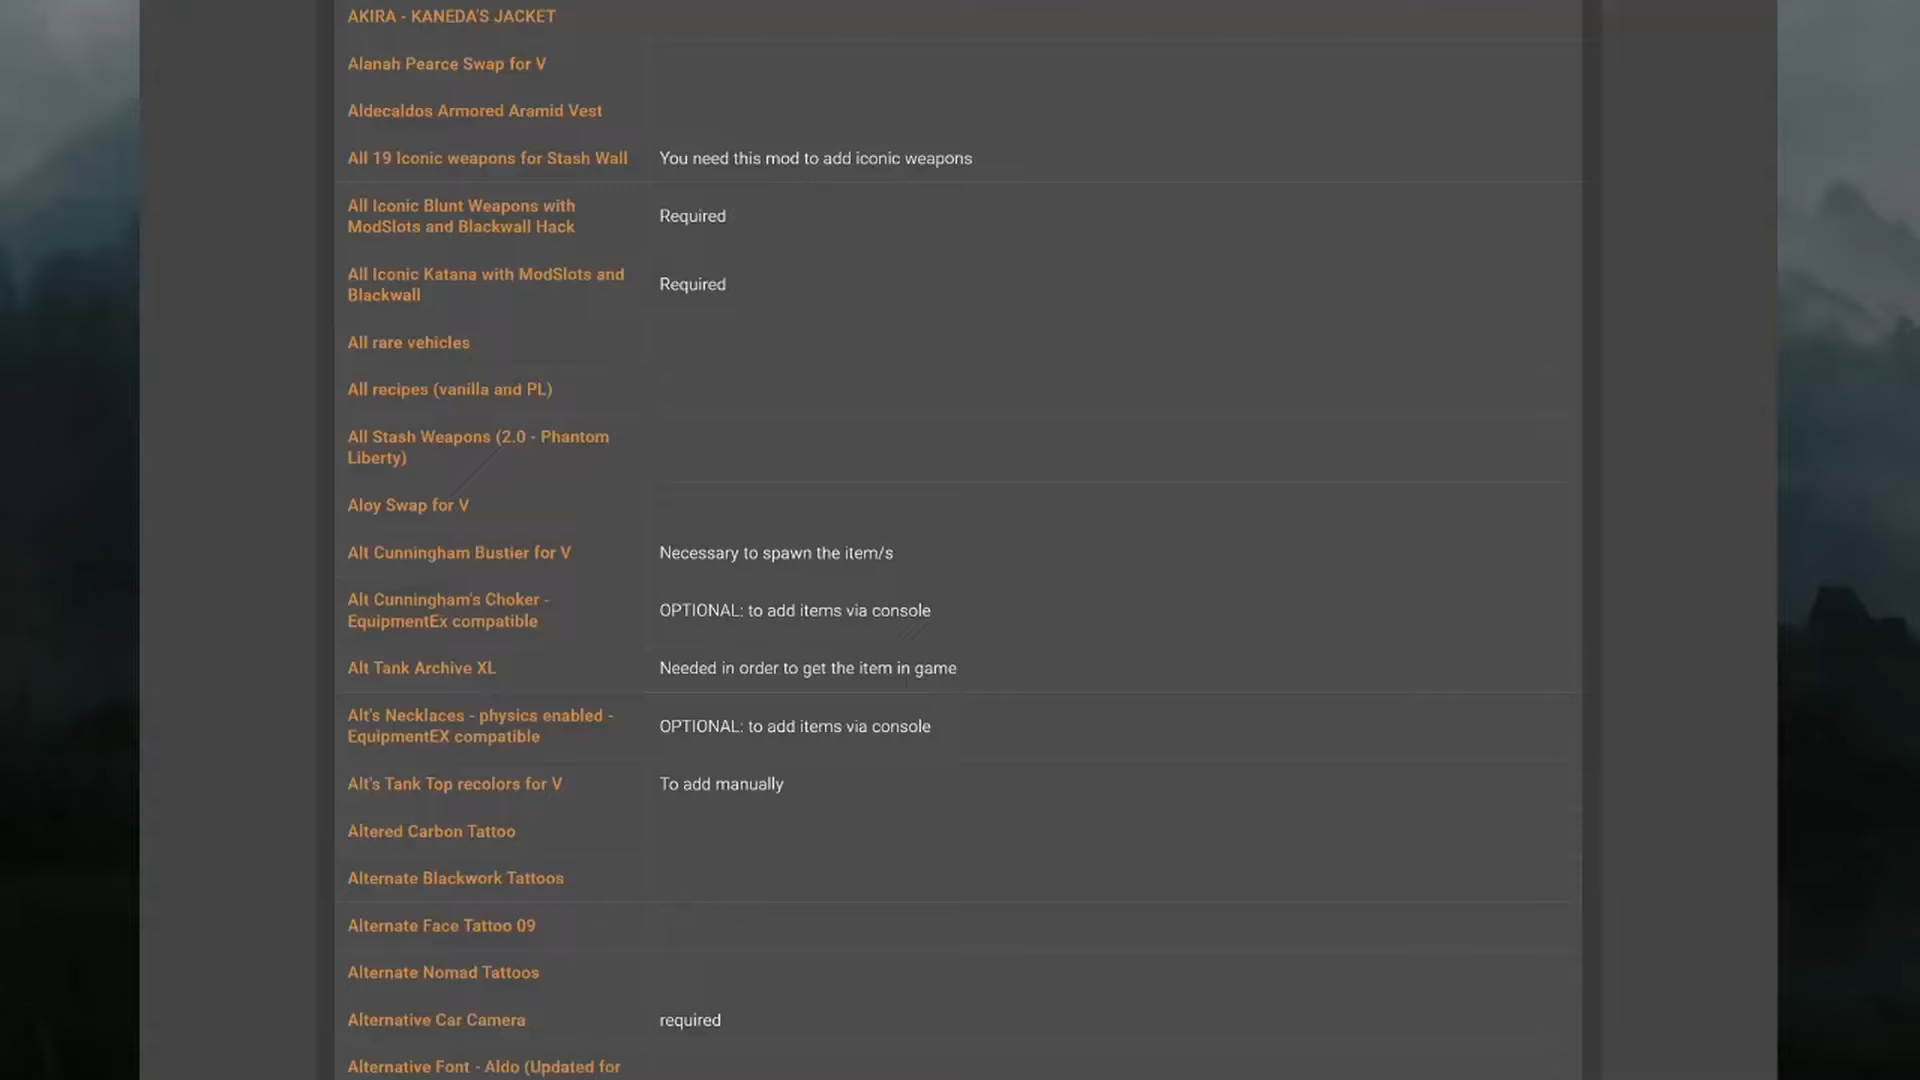 AKIRA - KANEDA'S JACKET
Alanah Pearce Swap for V
Aldecaldos Armored Aramid Vest
All 19 Iconic weapons for Stash Wall
You need this mod to add iconic weapons
All Iconic Blunt Weapons with
ModSlots and Blackwall Hack
Required
All Iconic Katana with ModSlots and
Blackwall
Required
All rare vehicles
All recipes (vanilla and PL)
All Stash Weapons (2.0 - Phantom
Liberty)
Aloy Swap for V
Alt Cunningham Bustier for V
Necessary to spawn the item/s
Alt Cunningham's Choker -
EquipmentEx compatible
OPTIONAL: to add items via console
Alt Tank Archive XL
Needed in order to get the item in game
Alt's Necklaces - physics enabled -
EquipmentEX compatible
OPTIONAL: to add items via console
Alt's Tank Top recolors for V
To add manually
Altered Carbon Tattoo
Alternate Blackwork Tattoos
Alternate Face Tattoo 09
Alternate Nomad Tattoos
Alternative Car Camera
required
Alternative Font - Aldo (Updated for